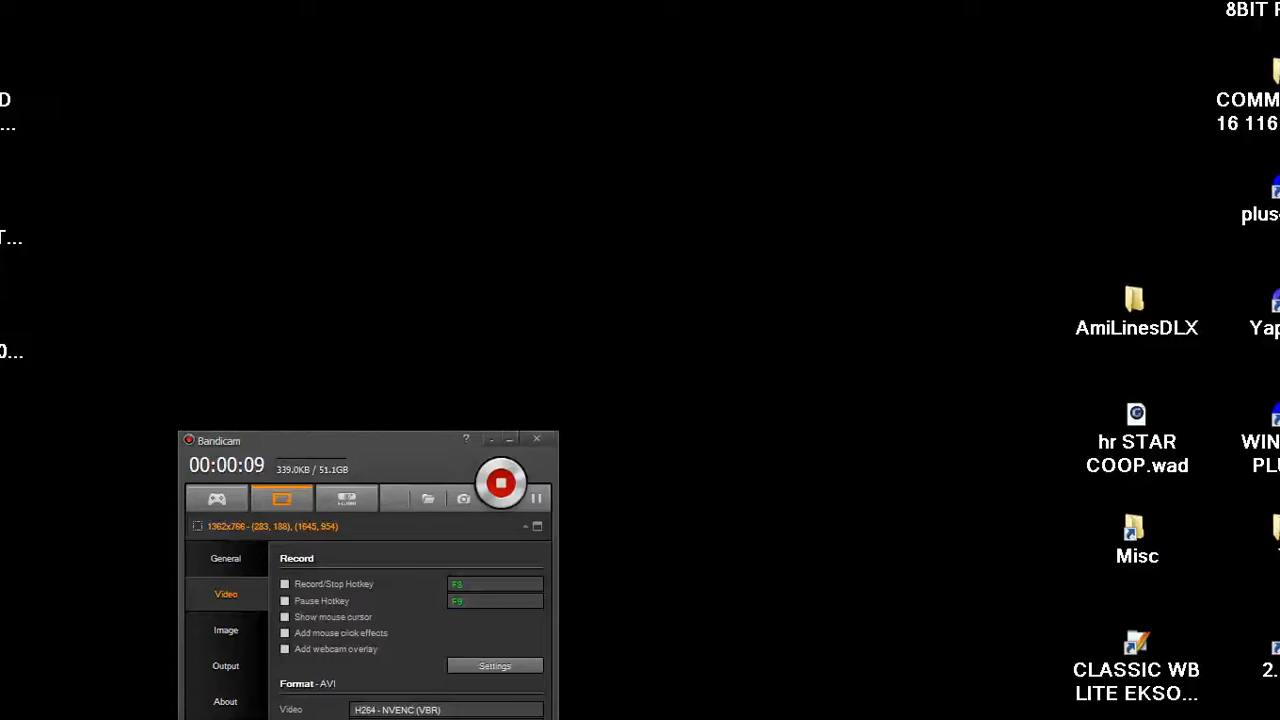 8BIT
D
...
COMM
16 116
T...
plus
AmiLinesDLX
Yap
0...
hr STAR
COOP.wad
WIN
PL
Bandicam
?
00:00:09
339.0KB / 51.1GB
1362x766 - (283, 188), (1645, 954)
General
Video
Image
Output
About
Record
Record/Stop Hotkey
F8
Pause Hotkey
F9
Show mouse cursor
Add mouse click effects
Add webcam overlay
Settings
Format - AVI
Video
H264 - NVENC (VBR)
Misc
CLASSIC WB
LITE EKSO...
2.